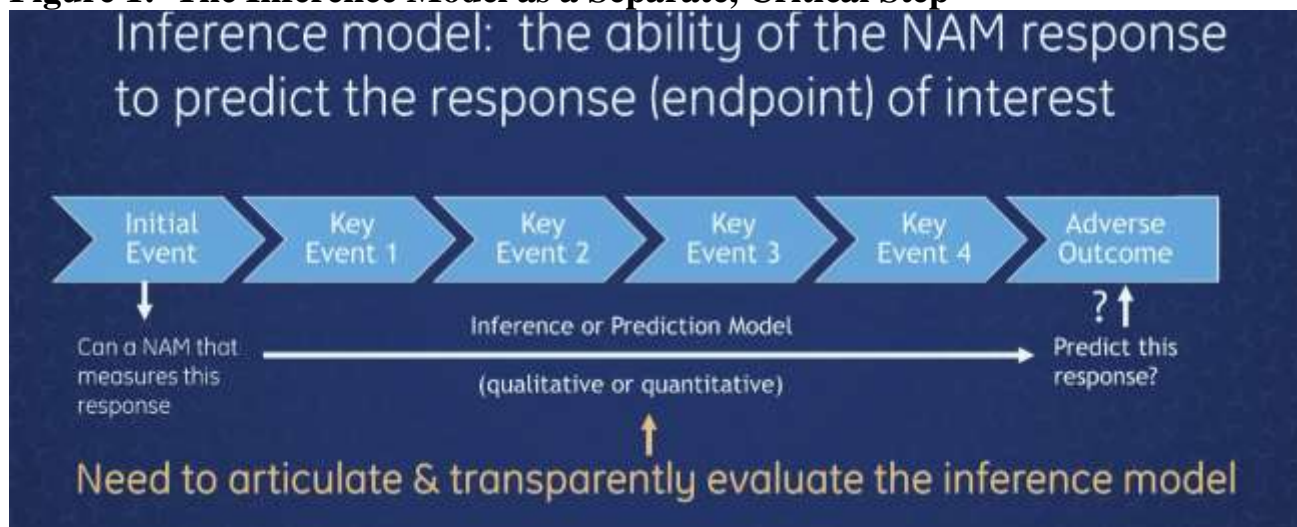 Figure 1: The Inference Model as a Separate, Critical Step
Inference model: the ability of the NAM response
to predict the response (endpoint) of interest
Initial
Event
Key
Event 1
Key
Event 2
Key
Event 3
Key
Event 4
Adverse
Outcome
Can a NAM that
measures this
response
Inference or Prediction Model
(qualitative or quantitative)
?
Predict this
response?
Need to articulate & transparently evaluate the inference model